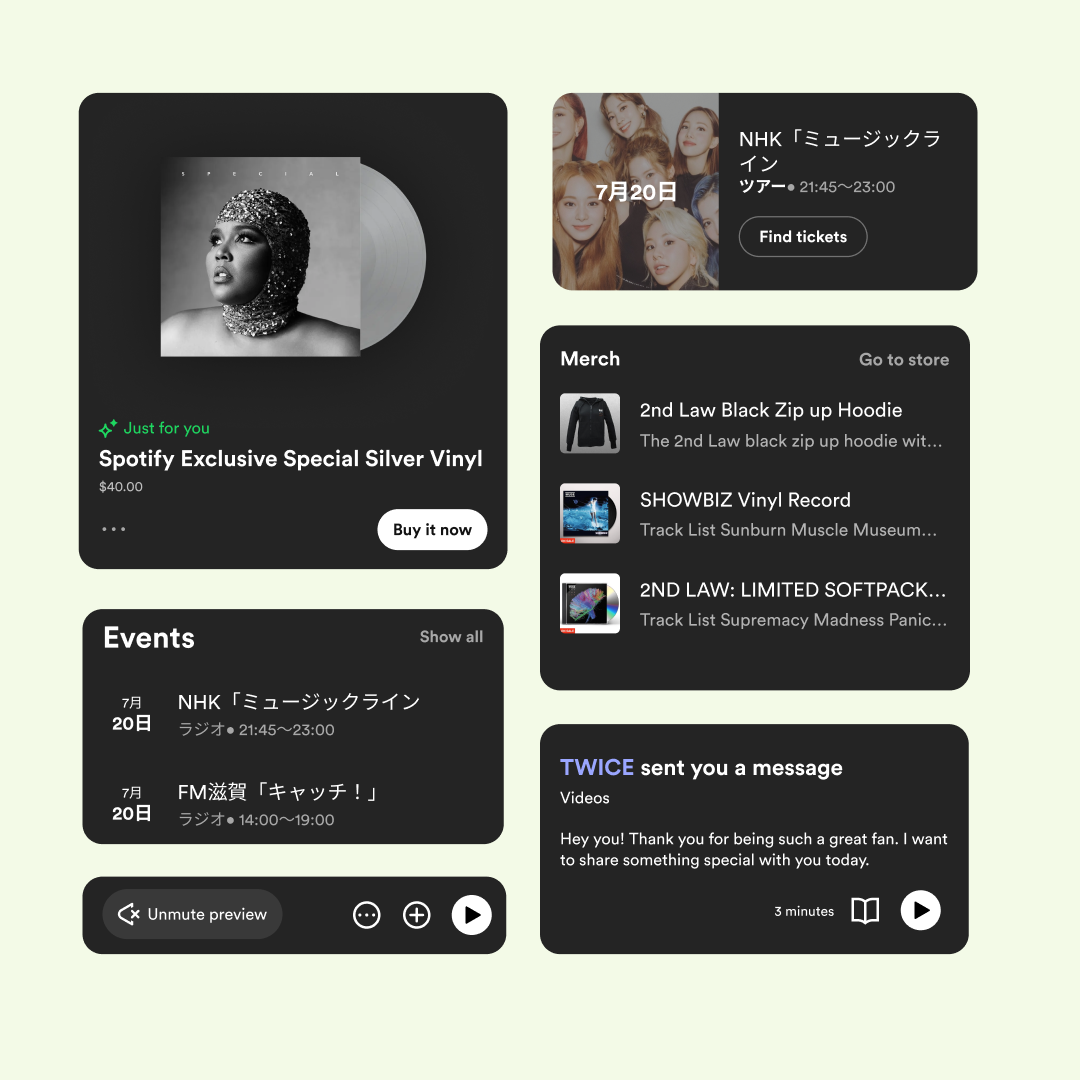 S P E C I A L
Just for you
Spotify Exclusive Special Silver Vinyl
$40.00
Buy it now
7月20日
NHK「ミュージックラ
イン
ツアー● 21:45〜23:00
Find tickets
Merch
Go to store
2nd Law Black Zip up Hoodie
The 2nd Law black zip up hoodie wit...
SHOWBIZ Vinyl Record
Track List Sunburn Muscle Museum...
2ND LAW: LIMITED SOFTPACK...
Track List Supremacy Madness Panic...
Events
Show all
7月
20日
NHK「ミュージックライン
ラジオ● 21:45〜23:00
7月
20日
FM滋賀「キャッチ！」
ラジオ● 14:00〜19:00
Unmute preview
TWICE sent you a message
Videos
Hey you! Thank you for being such a great fan. I want
to share something special with you today.
3 minutes